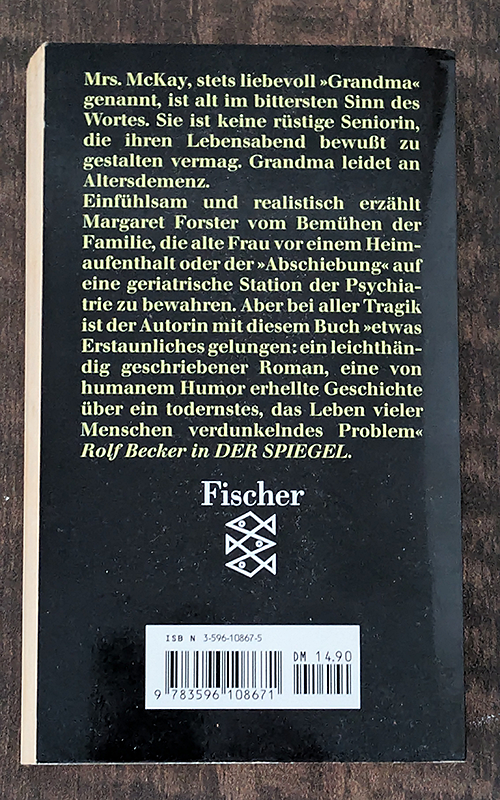 Mrs. McKay, stets liebevoll »Grandma«
genannt, ist alt im bittersten Sinn des
Wortes. Sie ist keine rüstige Seniorin,
die ihren Lebensabend bewußt zu
gestalten vermag. Grandma leidet an
Altersdemenz.
Einfühlsam und realistisch erzählt
Margaret Forster vom Bemühen der
Familie, die alte Frau vor einem Heim-
aufenthalt oder der »Abschiebung« auf
eine geriatrische Station der Psychia-
trie zu bewahren. Aber bei aller Tragik
ist der Autorin mit diesem Buch »etwas
Erstaunliches gelungen: ein leichthän-
dig geschriebener Roman, eine von
humanem Humor erhellte Geschichte
über ein todernstes, das Leben vieler
Menschen verdunkelndes Problem«
Rolf Becker in DER SPIEGEL.
Fischer
ISBN 3-596-10867-5
DM 14.90
9 783596 108671